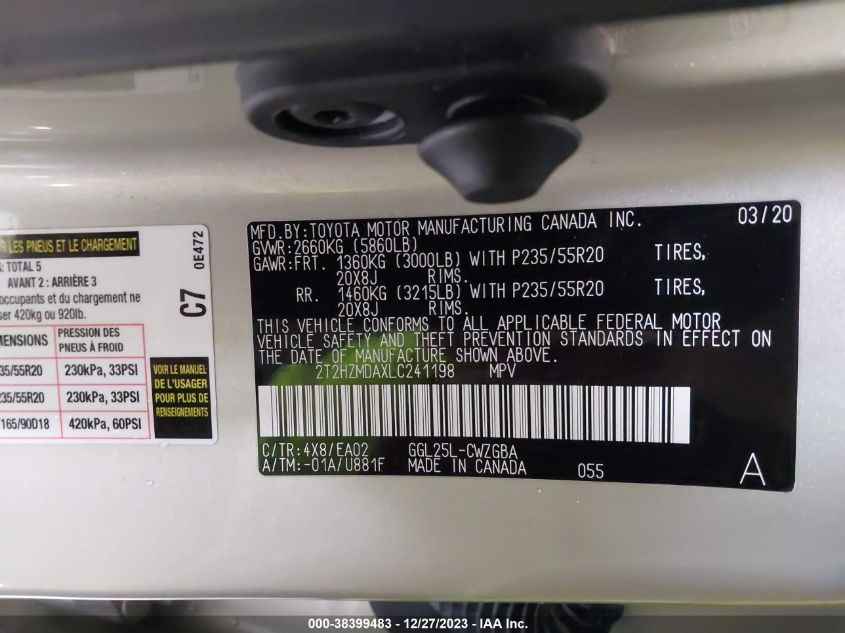 MFD.BY:TOYOTA MOTOR MANUFACTURING CANADA INC. 03/20
GVWR:2660KG (5860LB)
GAWR:FRT. 1360KG (3000LB) WITH P235/55R20 TIRES,
20X8J RIMS.
RR. 1460KG (3215LB) WITH P235/55R20 TIRES,
20X8J RIMS.
THIS VEHICLE CONFORMS TO ALL APPLICABLE FEDERAL MOTOR
VEHICLE SAFETY AND THEFT PREVENTION STANDARDS IN EFFECT ON
THE DATE OF MANUFACTURE SHOWN ABOVE.
2T2HZMDAXLC241198 MPV
C/TR:4X8/EA02 GGL25L-CWZGBA
A/TM:-01A/U881F MADE IN CANADA 055 A
LES PNEUS ET LE CHARGEMENT
TOTAL 5
AVANT 2 : ARRIÈRE 3
occupants et du chargement ne
ser 420kg ou 920lb.
MENSIONS PRESSION DES
PNEUS À FROID
35/55R20 230kPa, 33PSI
235/55R20 230kPa, 33PSI
165/90D18 420kPa, 60PSI
VOIR LE MANUEL
DE L'USAGER
POUR PLUS DE
RENSEIGNEMENTS
C7 0E472
000-38399483 - 12/27/2023 - IAA Inc.